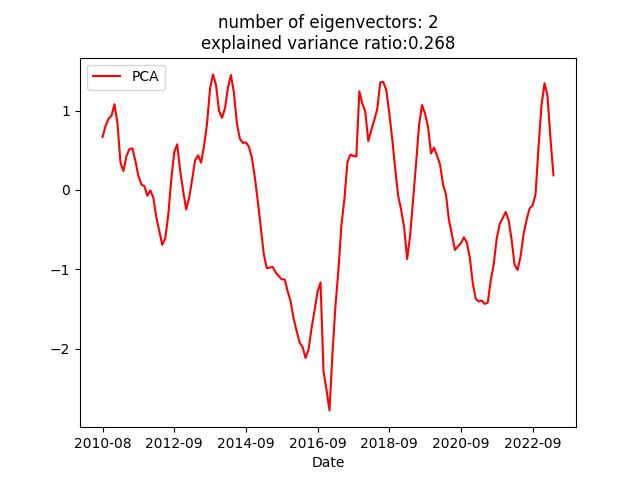 number of eigenvectors: 2
explained variance ratio:0.268
PCA
1
0
−1
−2
2010-08 2012-09 2014-09 2016-09 2018-09 2020-09 2022-09
Date